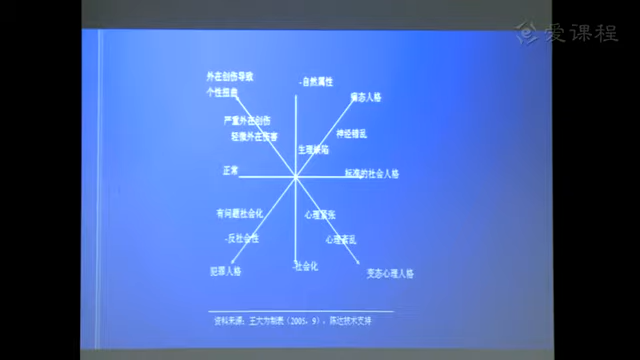 爱课程
外在创伤导致
个性扭曲
-自然属性
病态人格
严重外在创伤
轻微外在伤害
神经错乱
生理缺陷
正常
标准的社会人格
有问题社会化
心理紧张
-反社会性
心理紊乱
犯罪人格
-社会化
变态心理人格
资料来源:王大为制表(2005,9),陈达技术支持